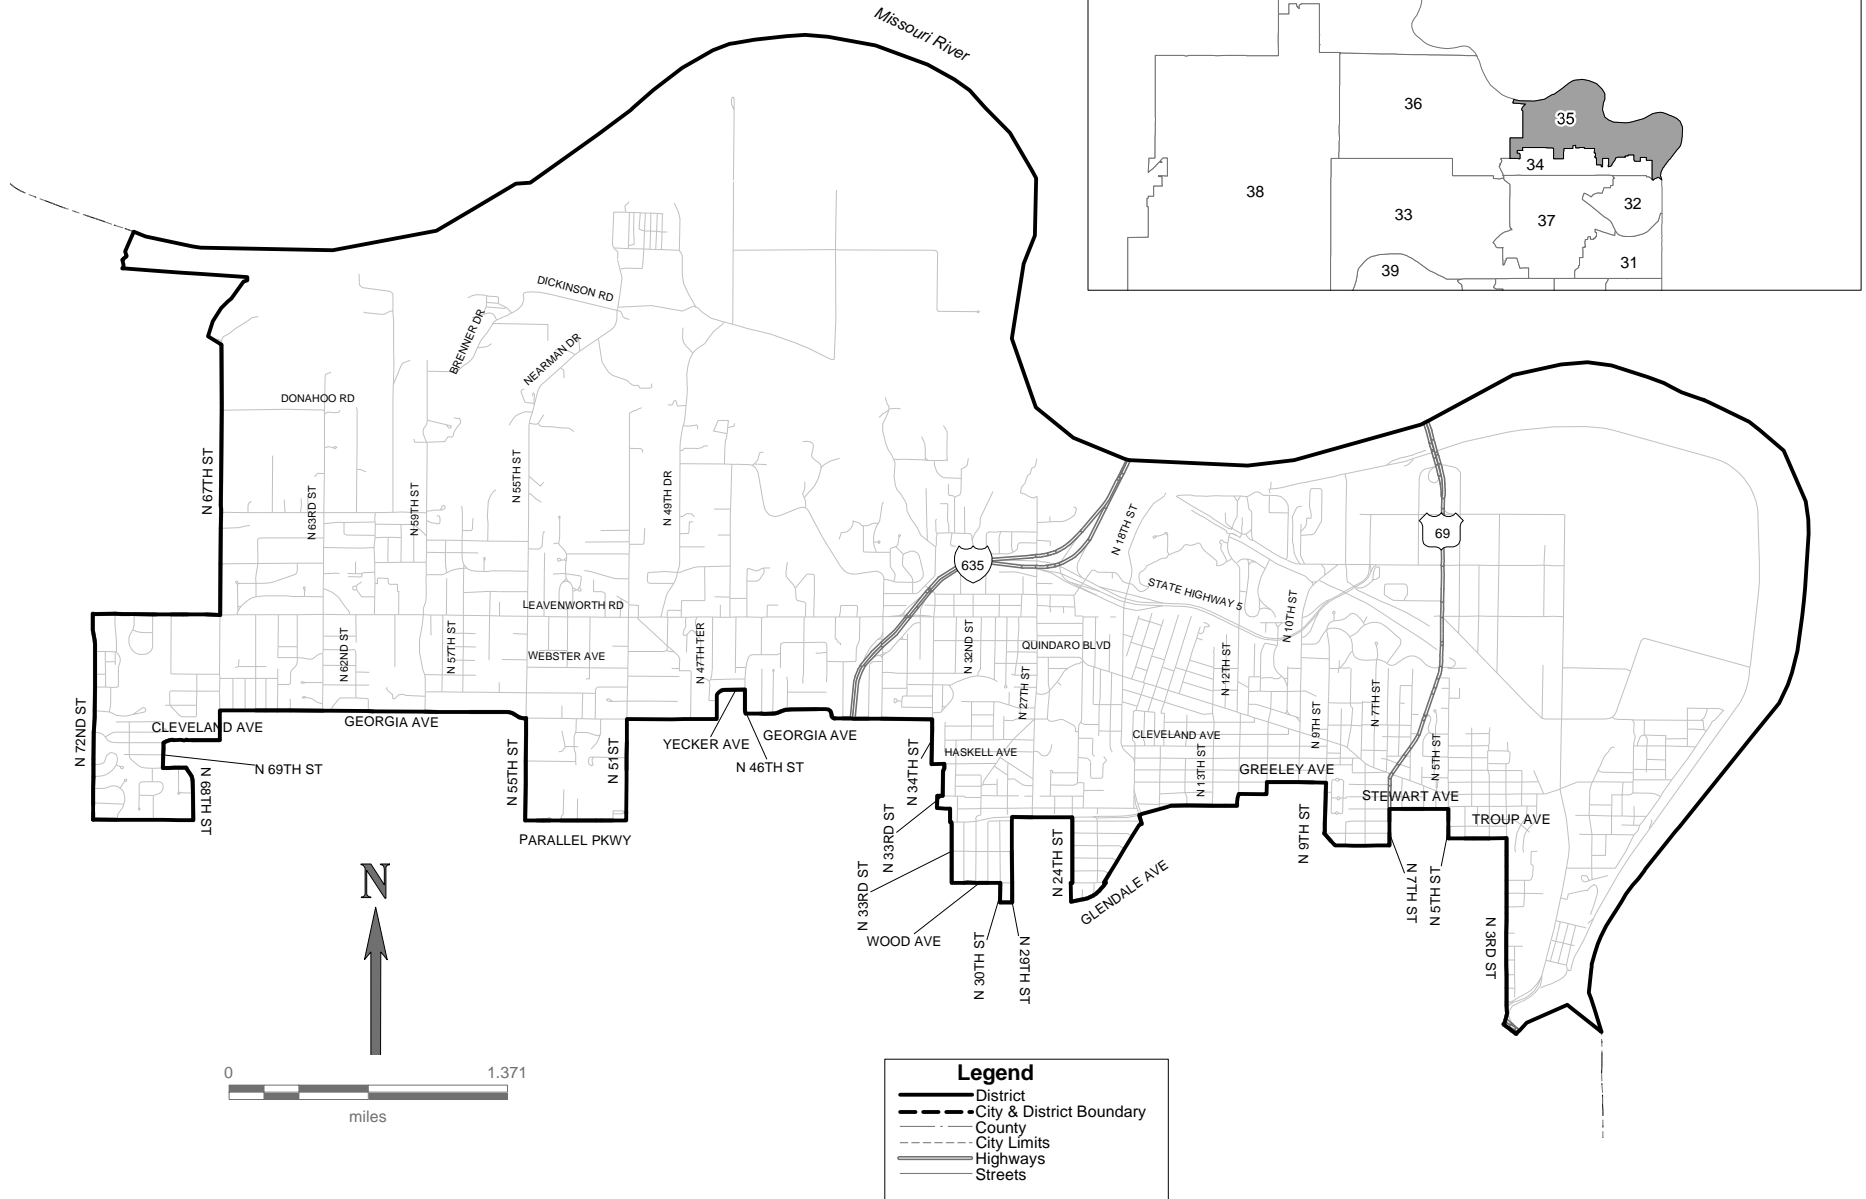 Missouri River
36
35
34
38
33
32
37
31
39
DICKINSON RD
BRENNER DR
NEARMAN DR
DONAHOO RD
N 67TH ST
N 63RD ST
N 59TH ST
N 55TH ST
N 49TH DR
N 18TH ST
69
635
STATE HIGHWAY 5
LEAVENWORTH RD
N 10TH ST
N 62ND ST
N 57TH ST
WEBSTER AVE
N 47TH TER
N 32ND ST
QUINDARO BLVD
N 27TH ST
N 12TH ST
N 7TH ST
N 72ND ST
CLEVELAND AVE
GEORGIA AVE
YECKER AVE
GEORGIA AVE
N 46TH ST
N 69TH ST
N 68TH ST
N 55TH ST
N 51ST
N 34TH ST
HASKELL AVE
CLEVELAND AVE
N 9TH ST
N 13TH ST
GREELEY AVE
N 5TH ST
STEWART AVE
TROUP AVE
PARALLEL PKWY
N 33RD ST
N 33RD ST
N 24TH ST
GLENDALE AVE
N 9TH ST
N 7TH ST
N 5TH ST
N 3RD ST
WOOD AVE
N 30TH ST
N 29TH ST
N
0 1.371
miles
Legend
District
City & District Boundary
County
City Limits
Highways
Streets